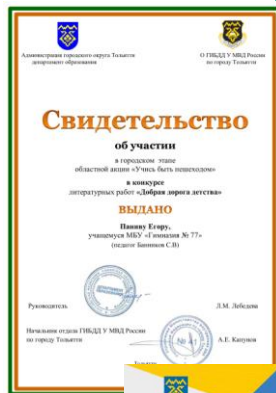 Администрация городского округа Тольятти
департамент образования
О ГИБДД У МВД России
по городу Тольятти
Свидетельство
об участии
в городском этапе
областной акции «Учись быть пешеходом»
в конкурсе
литературных работ «Добрая дорога детства»
ВЫДАНО
Панину Егору,
учащемуся МБУ «Гимназия № 77»
(педагог Банников С.В)
Руководитель
Л.М. Лебедева
Начальник отдела ГИБДД У МВД России
по городу Тольятти
А.Е. Капунов
№ 41